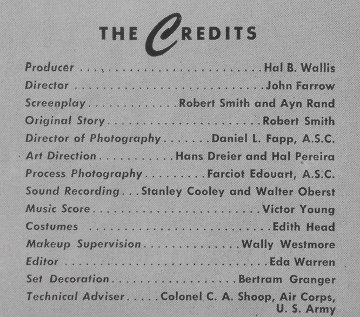 THE CREDITS
Producer . . . . . . . . . . . . . . . . . . . . . . Hal B. Wallis
Director . . . . . . . . . . . . . . . . . . . . . . . John Farrow
Screenplay . . . . . . . . . . . Robert Smith and Ayn Rand
Original Story . . . . . . . . . . . . . . . . . . . Robert Smith
Director of Photography . . . . . . . Daniel L. Fapp, A.S.C.
Art Direction . . . . . . . . . . Hans Dreier and Hal Pereira
Process Photography . . . . . . . . Farciot Edouart, A.S.C.
Sound Recording . . . Stanley Cooley and Walter Oberst
Music Score . . . . . . . . . . . . . . . . . . . . . Victor Young
Costumes . . . . . . . . . . . . . . . . . . . . . . . Edith Head
Makeup Supervision . . . . . . . . . . . . Wally Westmore
Editor . . . . . . . . . . . . . . . . . . . . . . . . . Eda Warren
Set Decoration . . . . . . . . . . . . . . . . Bertram Granger
Technical Adviser . . . . . Colonel C. A. Shoop, Air Corps,
U. S. Army